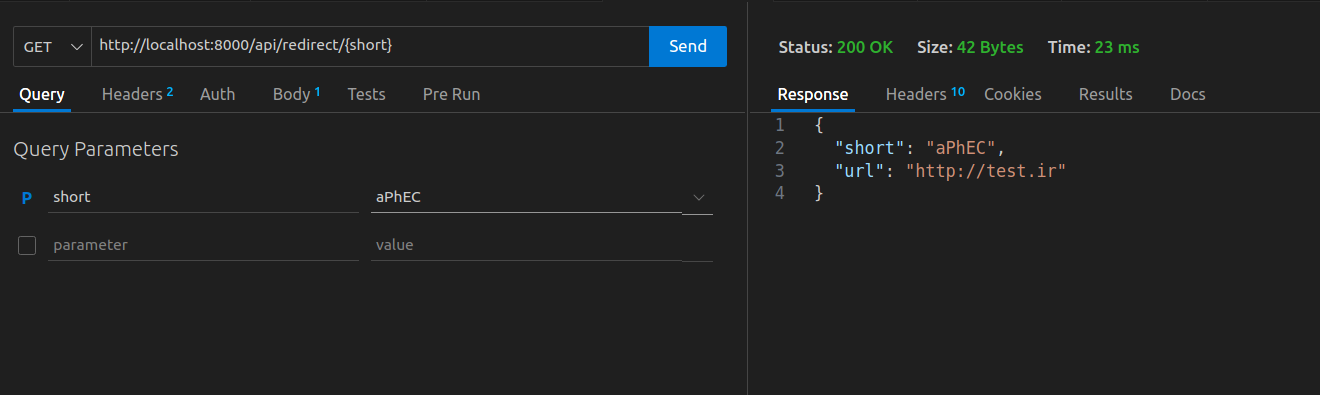 GET http://localhost:8000/api/redirect/{short} Send
Query Headers 2 Auth Body 1 Tests Pre Run
Query Parameters
P short aPhEC
parameter value
Status: 200 OK Size: 42 Bytes Time: 23 ms
Response Headers 10 Cookies Results Docs
1 {
2 "short": "aPhEC",
3 "url": "http://test.ir"
4 }